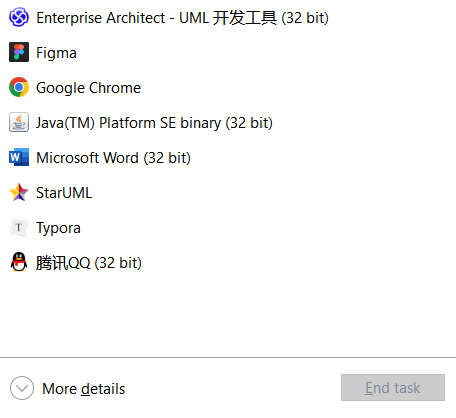 Enterprise Architect - UML 开发工具 (32 bit)
Figma
Google Chrome
Java(TM) Platform SE binary (32 bit)
Microsoft Word (32 bit)
StarUML
Typora
腾讯QQ (32 bit)
More details
End task